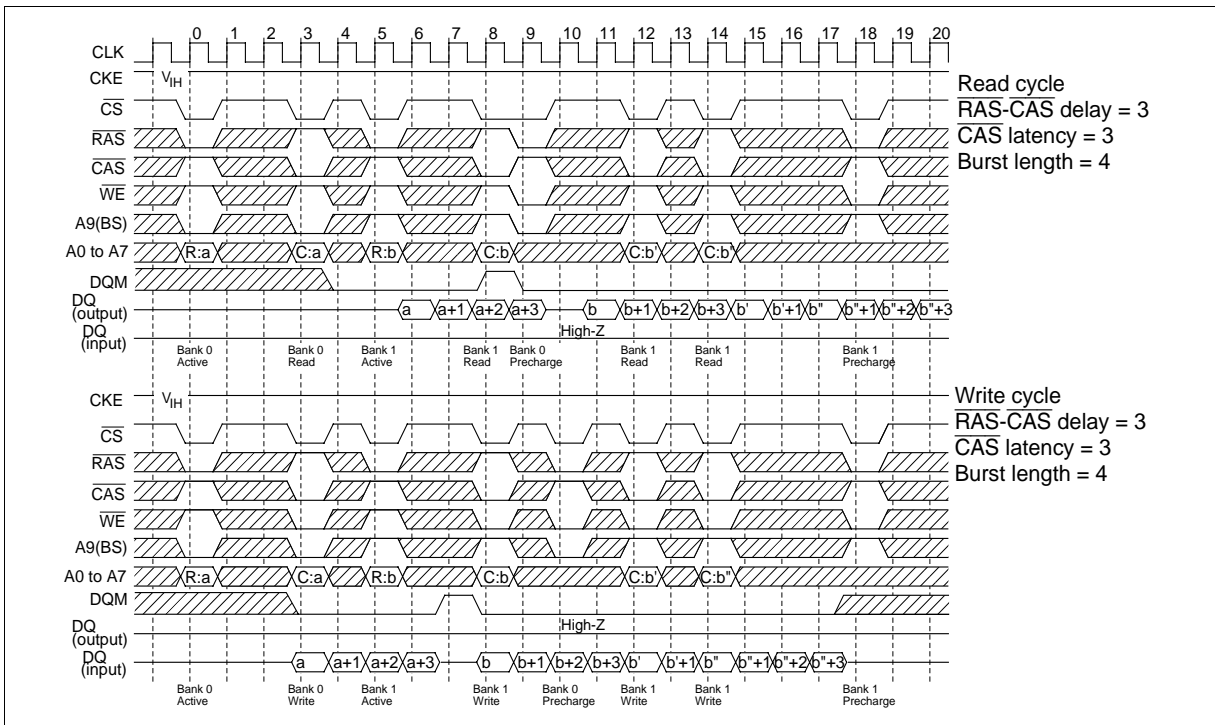 0 1 2 3 4 5 6 7 8 9 10 11 12 13 14 15 16 17 18 19 20
CLK
CKE VIH
CS
RAS
CAS
WE
A9(BS)
A0 to A7 R:a C:a R:b C:b C:b' C:b"
DQM
DQ (output) a a+1 a+2 a+3 b b+1 b+2 b+3 b' b'+1 b" b"+1 b"+2 b"+3
DQ (input) High-Z
Bank 0 Active
Bank 0 Read
Bank 1 Active
Bank 1 Read
Bank 0 Precharge
Bank 1 Read
Bank 1 Read
Bank 1 Precharge
Read cycle
RAS-CAS delay = 3
CAS latency = 3
Burst length = 4
CKE VIH
CS
RAS
CAS
WE
A9(BS)
A0 to A7 R:a C:a R:b C:b C:b' C:b"
DQM
DQ (output) High-Z
DQ (input) a a+1 a+2 a+3 b b+1 b+2 b+3 b' b'+1 b" b"+1 b"+2 b"+3
Bank 0 Active
Bank 0 Write
Bank 1 Active
Bank 1 Write
Bank 0 Precharge
Bank 1 Write
Bank 1 Write
Bank 1 Precharge
Write cycle
RAS-CAS delay = 3
CAS latency = 3
Burst length = 4